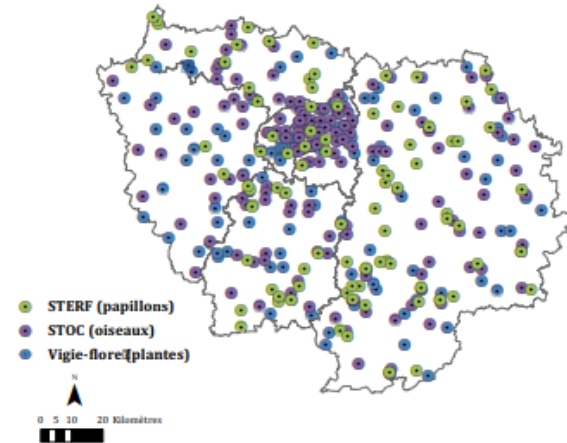 STERF (papillons)
STOC (oiseaux)
Vigie-flore (plantes)
N
0 5 10 20 Kilomètres